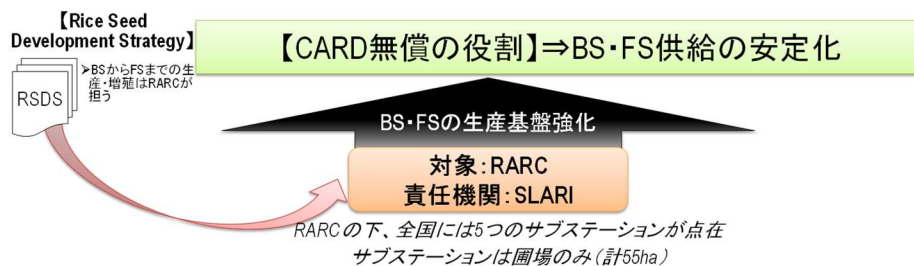 【Rice Seed
Development Strategy】
➤BSからFSまでの生
産・増殖はRARCが
担う
RSDS
【CARD無償の役割】⇒BS・FS供給の安定化
BS・FSの生産基盤強化
対象：RARC
責任機関：SLARI
RARCの下、全国には5つのサブステーションが点在
サブステーションは圃場のみ（計55ha）